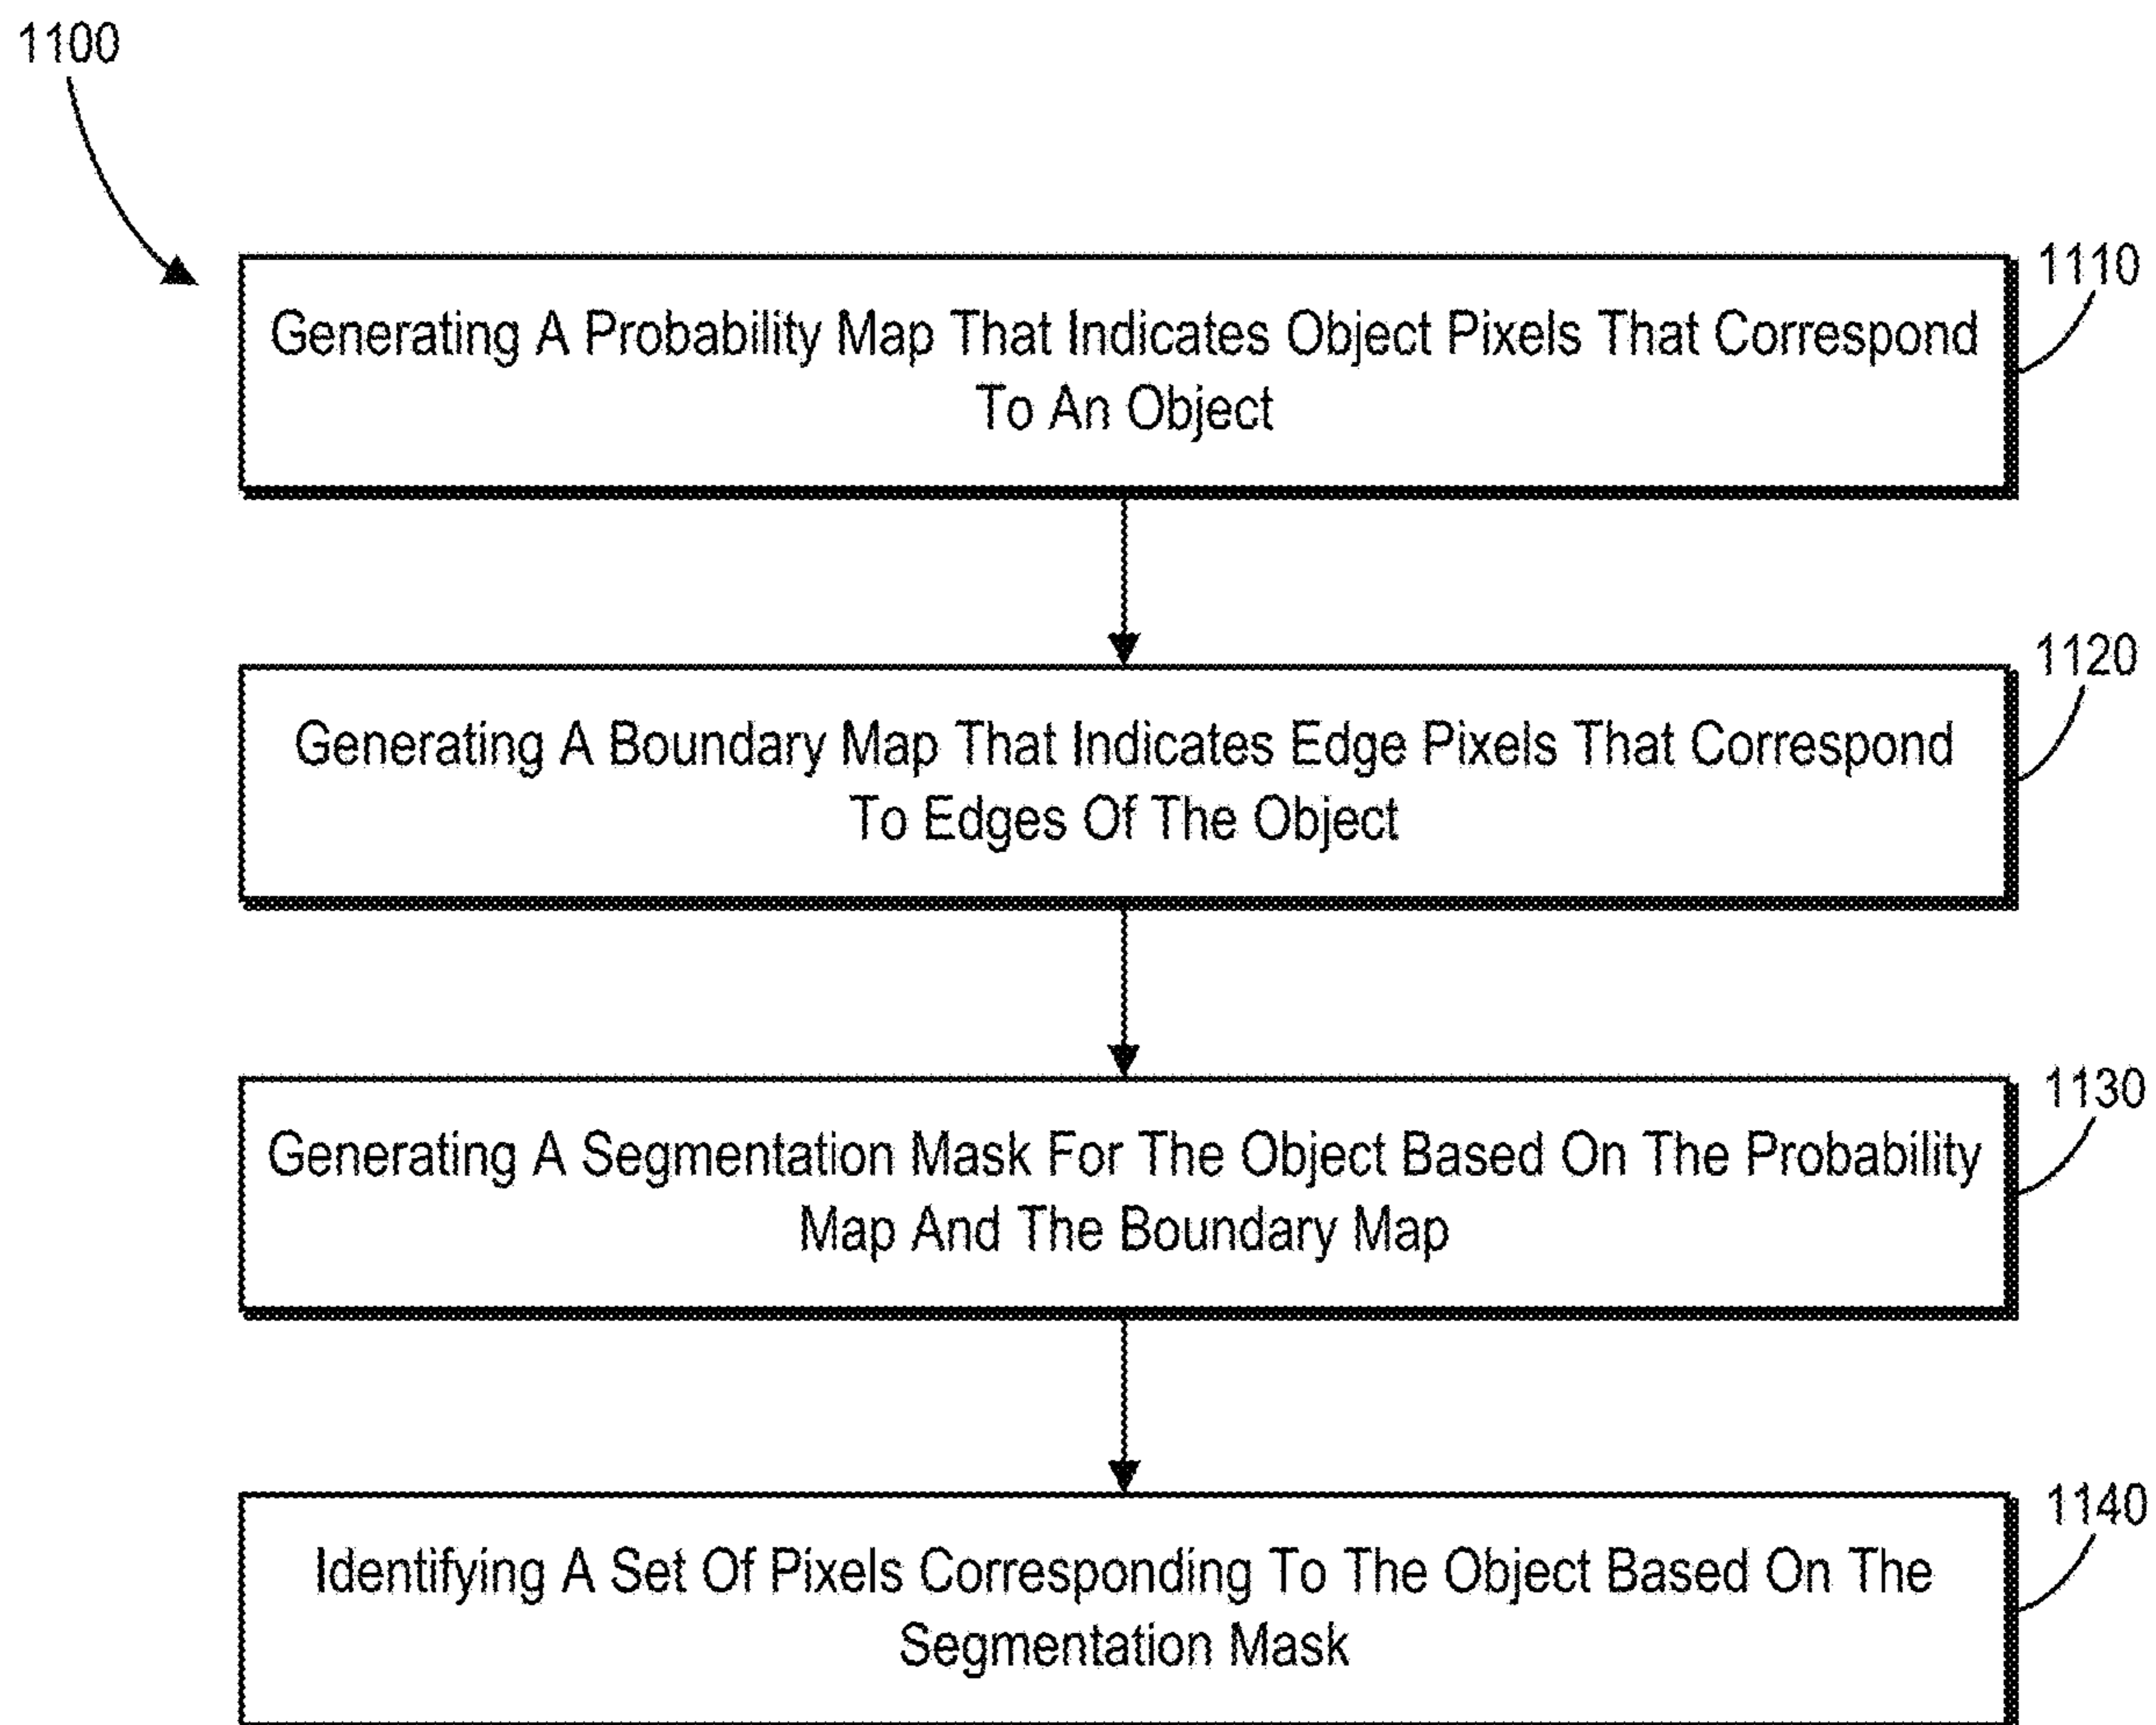 1100
1110
Generating A Probability Map That Indicates Object Pixels That Correspond
To An Object
1120
Generating A Boundary Map That Indicates Edge Pixels That Correspond
To Edges Of The Object
1130
Generating A Segmentation Mask For The Object Based On The Probability
Map And The Boundary Map
1140
Identifying A Set Of Pixels Corresponding To The Object Based On The
Segmentation Mask